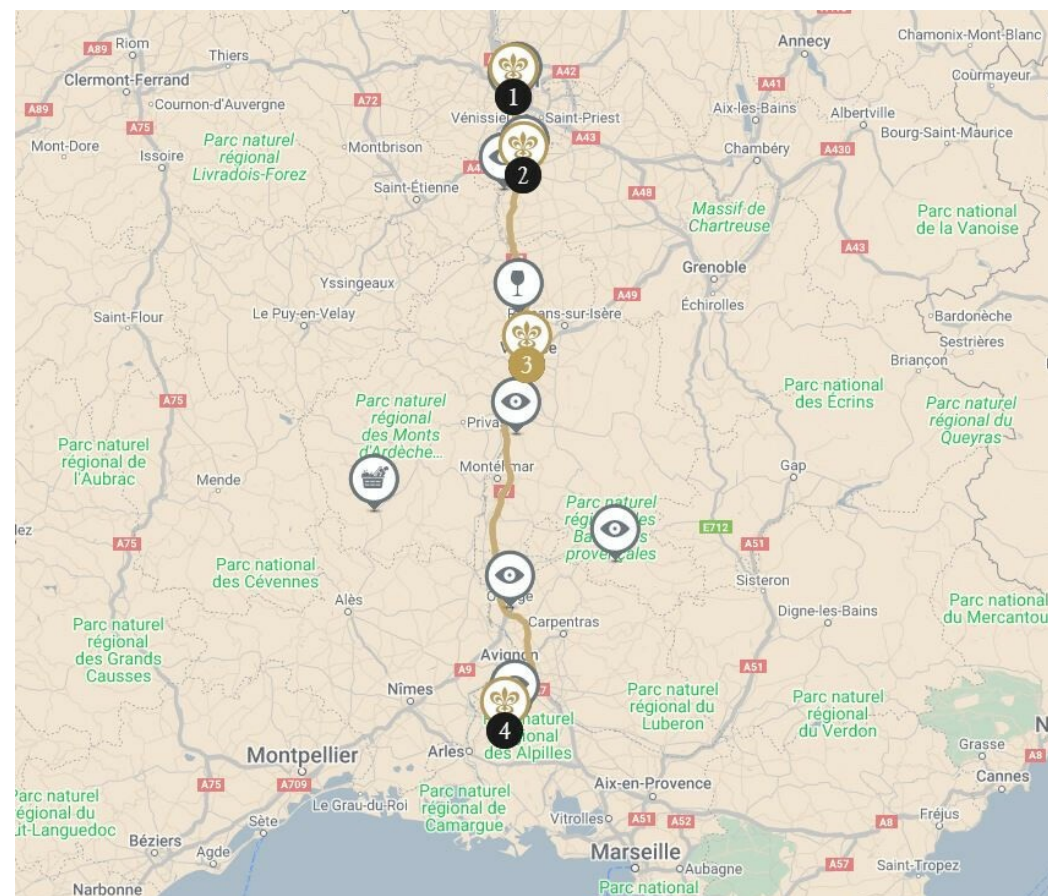 A89
Riom
Thiers
Clermont-Ferrand
Cournon-d'Auvergne
A89
A75
A72
Mont-Dore
Issoire
Parc naturel
régional
Livradois-Forez
Montbrison
Saint-Étienne
1
A42
Saint-Priest
A43
2
Annecy
Chamonix-Mont-Blanc
Courmayeur
A41
Aix-les-Bains
Albertville
Bourg-Saint-Maurice
Chambéry
A430
A48
Massif de
Chartreuse
Parc national
de la Vanoise
A43
Grenoble
Échirolles
A49
Yssingeaux
Le Puy-en-Velay
Saint-Flour
3
Bardonèche
Sestrières
Briançon
Parc national
des Écrins
Parc naturel
régional du
Queyras
A75
Parc naturel
régional
des Monts
d'Ardèche...
Parc naturel
régional de
l'Aubrac
Mende
Gap
E712
A51
A75
Parc national
des Cévennes
Alès
Sisteron
Digne-les-Bains
Parc naturel
régional
des Grands
Causses
Carpentras
Avignon
A9
Nîmes
A51
Parc naturel
régional du
Luberon
Parc naturel
régional
du Verdon
4
des Alpilles
Arles
Montpellier
A709
A75
Le Grau-du-Roi
Sète
Parc naturel
régional de
Camargue
Béziers
Agde
Narbonne
Aix-en-Provence
Vitrolles
A51
A52
A8
Marseille
Aubagne
Parc national
A57
Grasse
A8
Cannes
Fréjus
Saint-Tropez